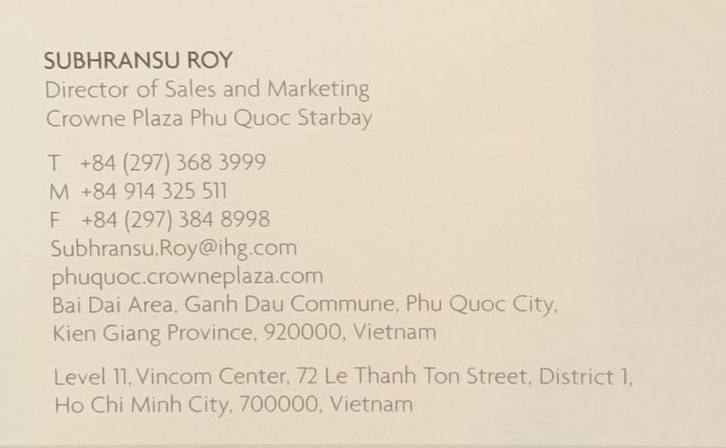 SUBHRANSU ROY
Director of Sales and Marketing
Crowne Plaza Phu Quoc Starbay
T +84 (297) 368 3999
M +84 914 325 511
F +84 (297) 384 8998
Subhransu.Roy@ihg.com
phuquoc.crowneplaza.com
Bai Dai Area, Ganh Dau Commune, Phu Quoc City,
Kien Giang Province, 920000, Vietnam
Level 11, Vincom Center, 72 Le Thanh Ton Street, District 1,
Ho Chi Minh City, 700000, Vietnam